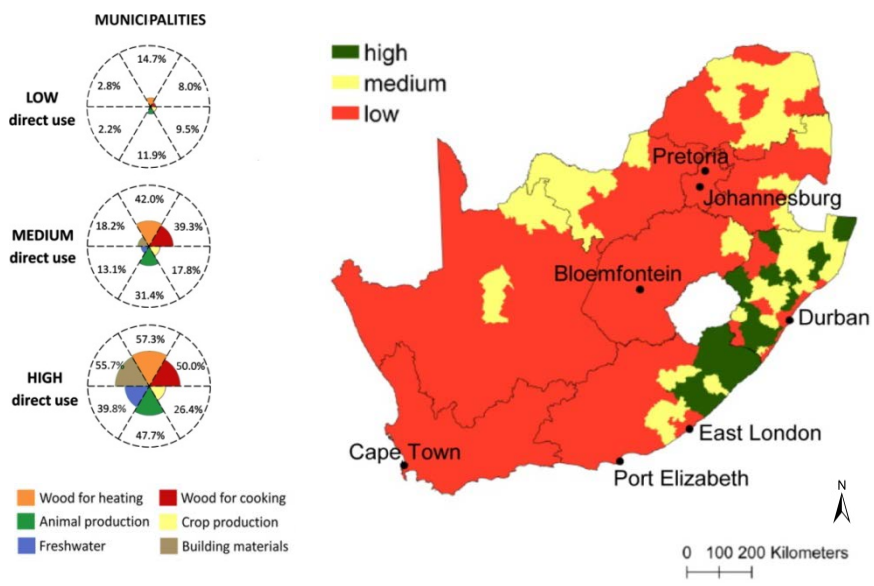 MUNICIPALITIES
LOW
direct use
14.7%
2.8%
8.0%
2.2%
9.5%
11.9%
MEDIUM
direct use
42.0%
18.2%
39.3%
13.1%
17.8%
31.4%
HIGH
direct use
57.3%
55.7%
50.0%
39.8%
26.4%
47.7%
Wood for heating
Wood for cooking
Animal production
Crop production
Freshwater
Building materials
high
medium
low
Pretoria
Johannesburg
Bloemfontein
Durban
East London
Cape Town
Port Elizabeth
N
0 100 200 Kilometers